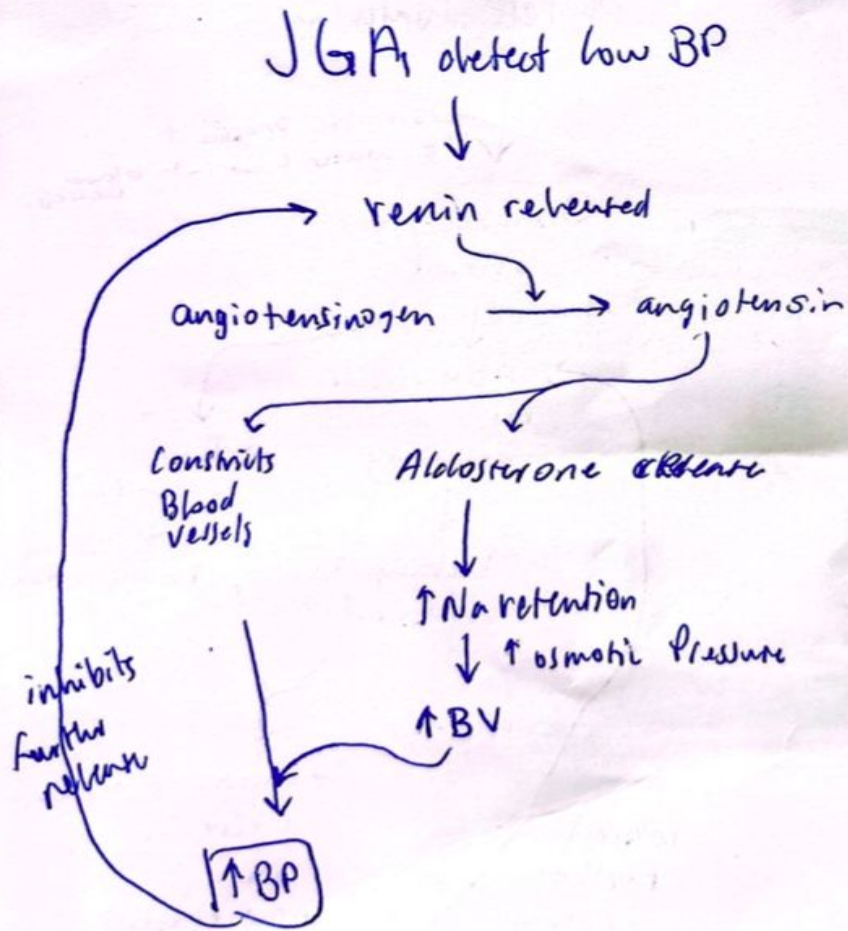 JGA, detect low BP
renin released
angiotensinogen → angiotensin
Constricts
Blood
vessels
Aldosterone release
↑ Na retention
↑ osmotic Pressure
↑ BV
inhibits
further
release
↑ BP